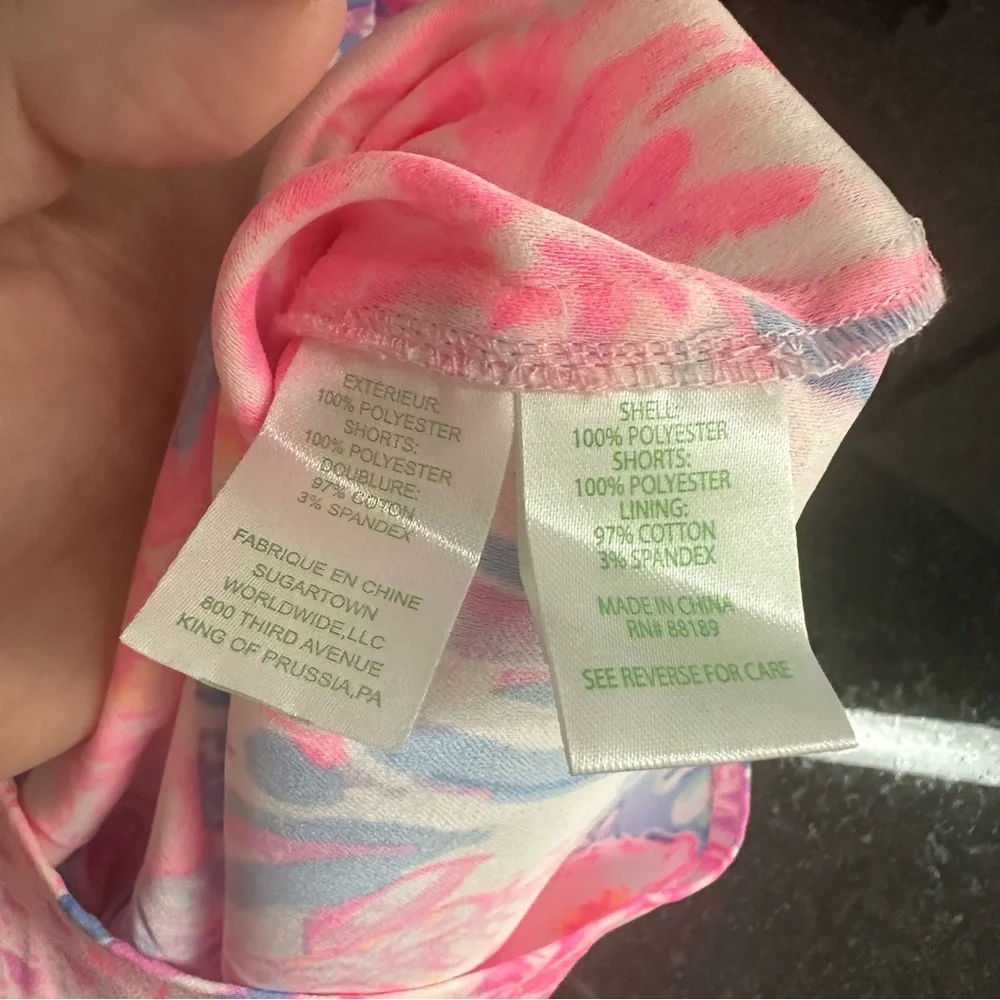 EXTÉRIEUR:
100% POLYESTER
SHORTS:
100% POLYESTER
DOUBLURE:
97% COTON
3% SPANDEX
FABRIQUE EN CHINE
SUGARTOWN
WORLDWIDE,LLC
800 THIRD AVENUE
KING OF PRUSSIA,PA
SHELL:
100% POLYESTER
SHORTS:
100% POLYESTER
LINING:
97% COTTON
3% SPANDEX
MADE IN CHINA
RN# 88189
SEE REVERSE FOR CARE